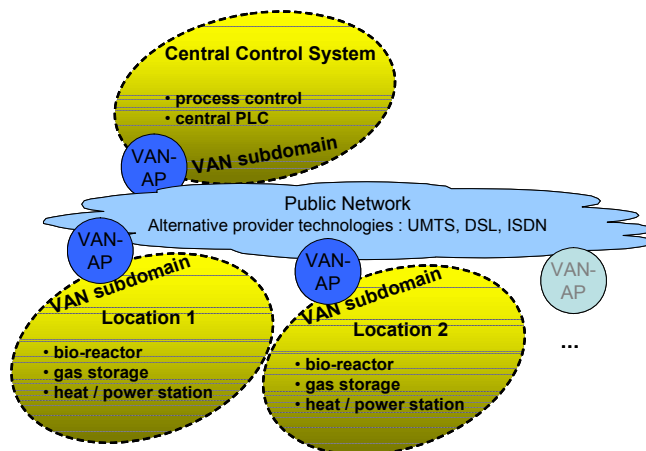 Central Control System
• process control
• central PLC
VAN-
AP
VAN subdomain
Public Network
Alternative provider technologies : UMTS, DSL, ISDN
VAN-
AP
VAN-
AP
VAN-
AP
VAN subdomain
Location 1
• bio-reactor
• gas storage
• heat / power station
VAN subdomain
Location 2
• bio-reactor
• gas storage
• heat / power station
...